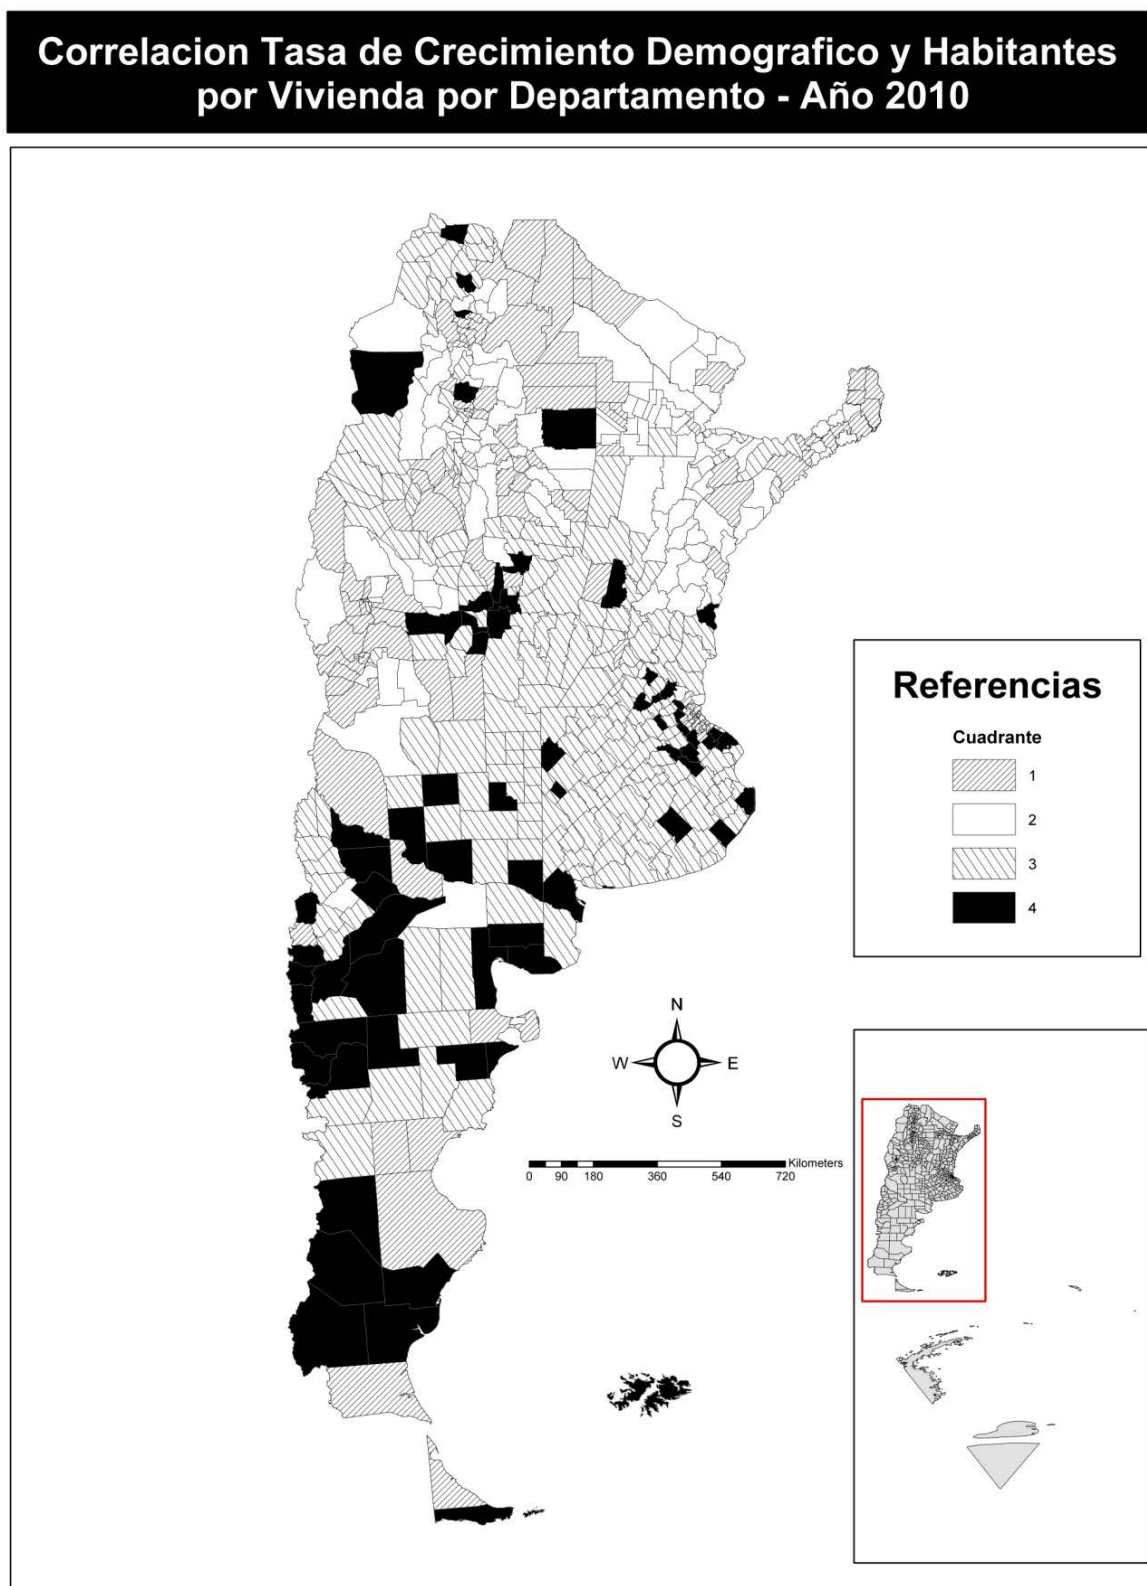 Correlacion Tasa de Crecimiento Demografico y Habitantes
por Vivienda por Departamento - Año 2010
Referencias
Cuadrante
1
2
3
4
N
W
E
S
Kilometers
0 90 180 360 540 720